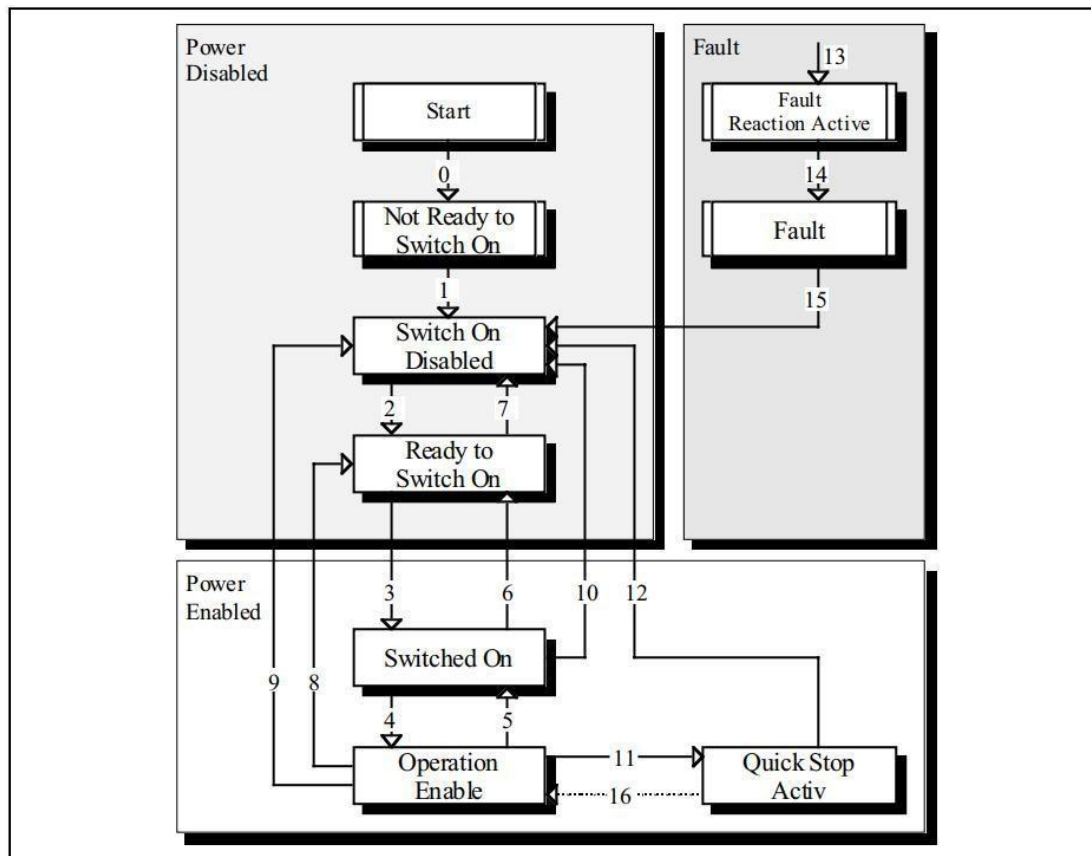 Power
Disabled
Start
0
Not Ready to
Switch On
1
Switch On
Disabled
2
7
Ready to
Switch On
Fault
13
Fault
Reaction Active
14
Fault
15
Power
Enabled
3
6
10
12
Switched On
9
8
4
5
Operation
Enable
11
16
Quick Stop
Activ